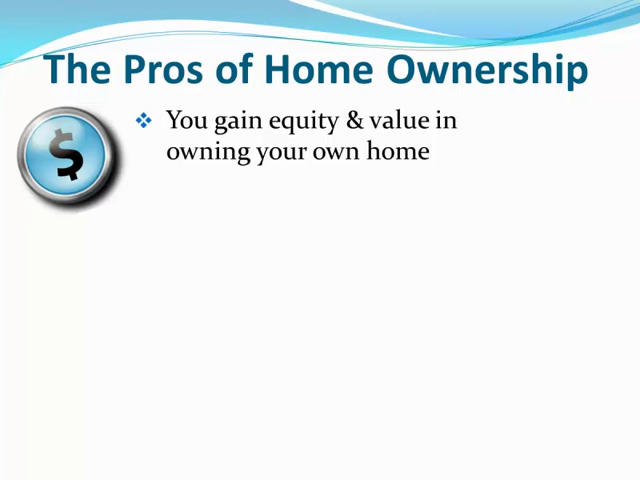 The Pros of Home Ownership
$
You gain equity & value in
owning your own home